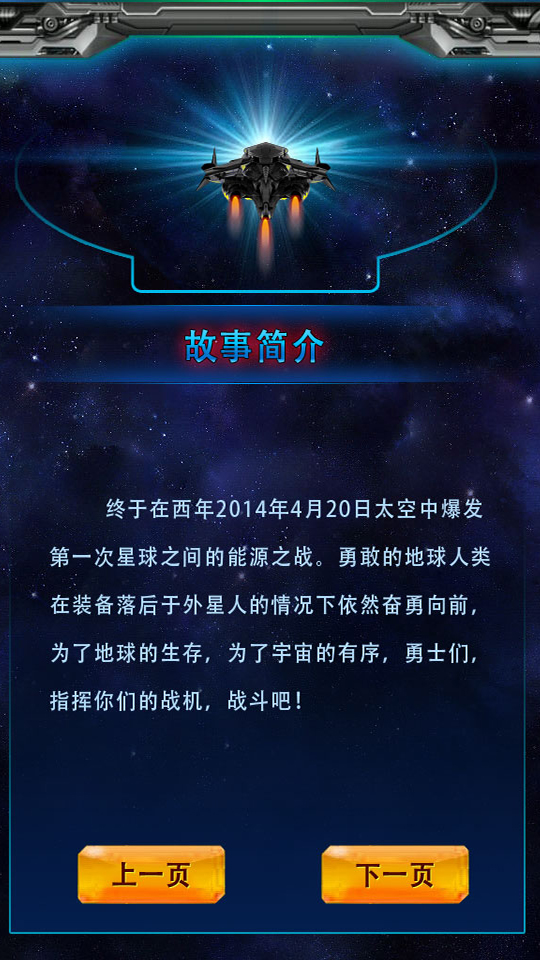 故事简介
终于在西年2014年4月20日太空中爆发
第一次星球之间的能源之战。勇敢的地球人类
在装备落后于外星人的情况下依然奋勇向前，
为了地球的生存，为了宇宙的有序，勇士们，
指挥你们的战机，战斗吧！
上一页
下一页